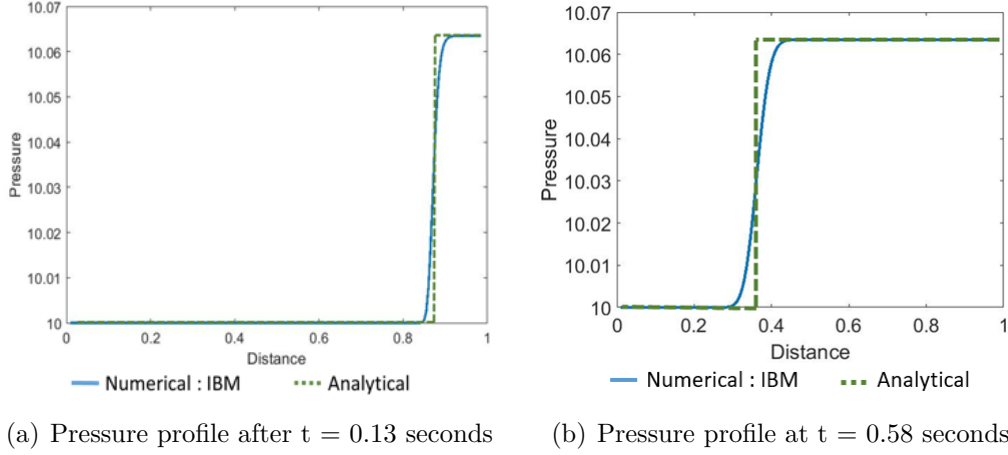 10.07
10.06
10.05
10.04
10.03
10.02
10.01
10
Pressure
0 0.2 0.4 0.6 0.8 1
Distance
Numerical : IBM Analytical
(a) Pressure profile after t = 0.13 seconds
10.07
10.06
10.05
10.04
10.03
10.02
10.01
10
Pressure
0 0.2 0.4 0.6 0.8 1
Distance
Numerical : IBM Analytical
(b) Pressure profile at t = 0.58 seconds